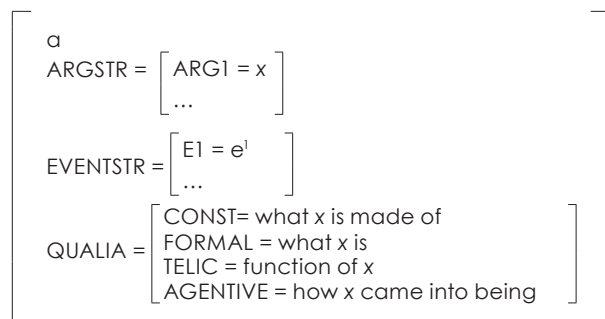 α
ARGSTR = ARG1 = x
…
EVENTSTR = E1 = e¹
…
QUALIA = CONST= what x is made of
FORMAL = what x is
TELIC = function of x
AGENTIVE = how x came into being